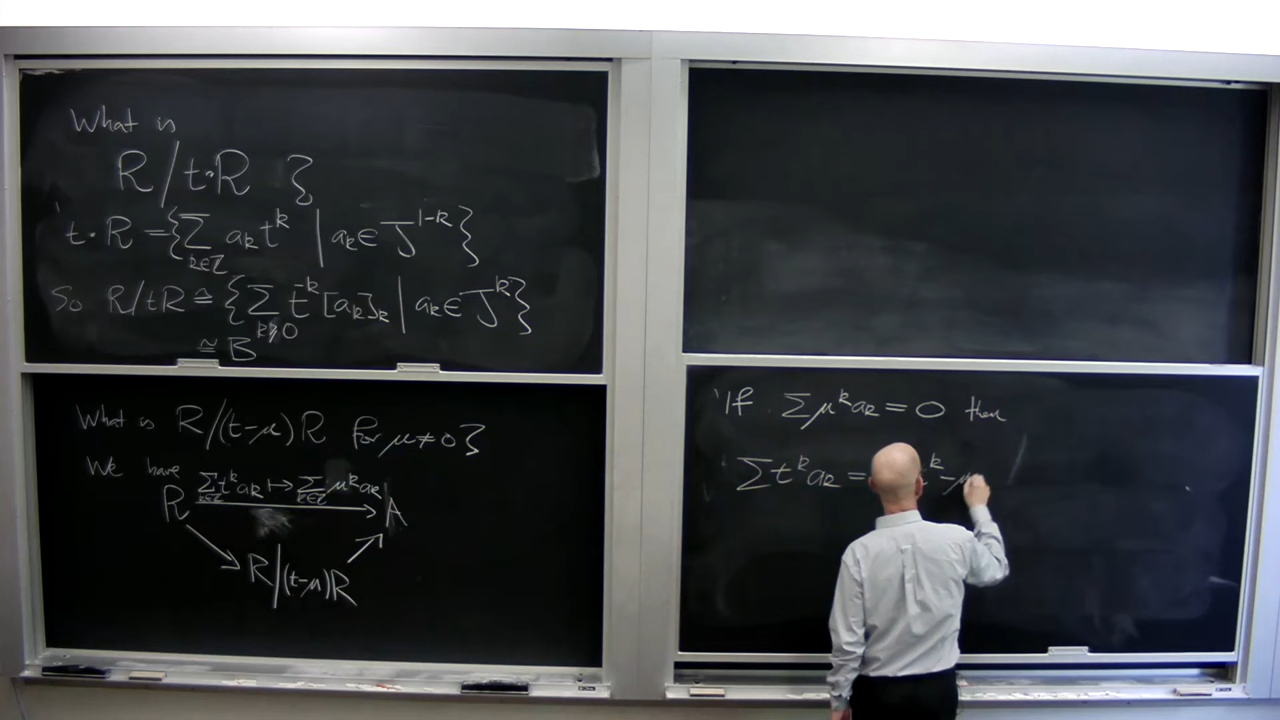 What is
R/t·R ?
t·R = {∑_{k∈ℤ} a_k t^k | a_k ∈ J^{1-k}}
So R/tR ≅ {∑_{k≥0} t^{-k} [a_k]_k | a_k ∈ J^k}
≅ B
What is R/(t-μ)R for μ≠0?
We have
R ∑_{k∈ℤ} t^k a_k ↦ ∑_{k∈ℤ} μ^k a_k A
R/(t-μ)R
If ∑μ^k a_k = 0 then
∑t^k a_k = t^k - μ